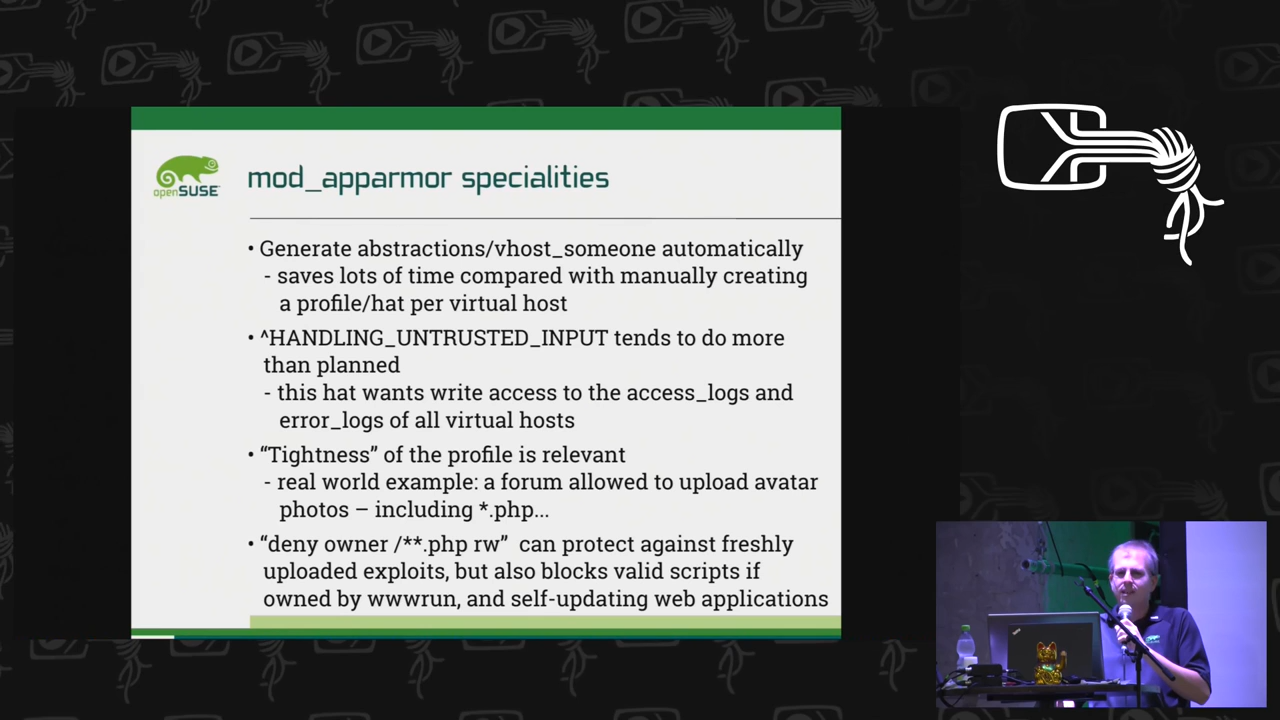 openSUSE
mod_apparmor specialities
• Generate abstractions/vhost_someone automatically
- saves lots of time compared with manually creating
a profile/hat per virtual host
• ^HANDLING_UNTRUSTED_INPUT tends to do more
than planned
- this hat wants write access to the access_logs and
error_logs of all virtual hosts
• “Tightness” of the profile is relevant
- real world example: a forum allowed to upload avatar
photos – including *.php...
• “deny owner /**.php rw” can protect against freshly
uploaded exploits, but also blocks valid scripts if
owned by wwwrun, and self-updating web applications